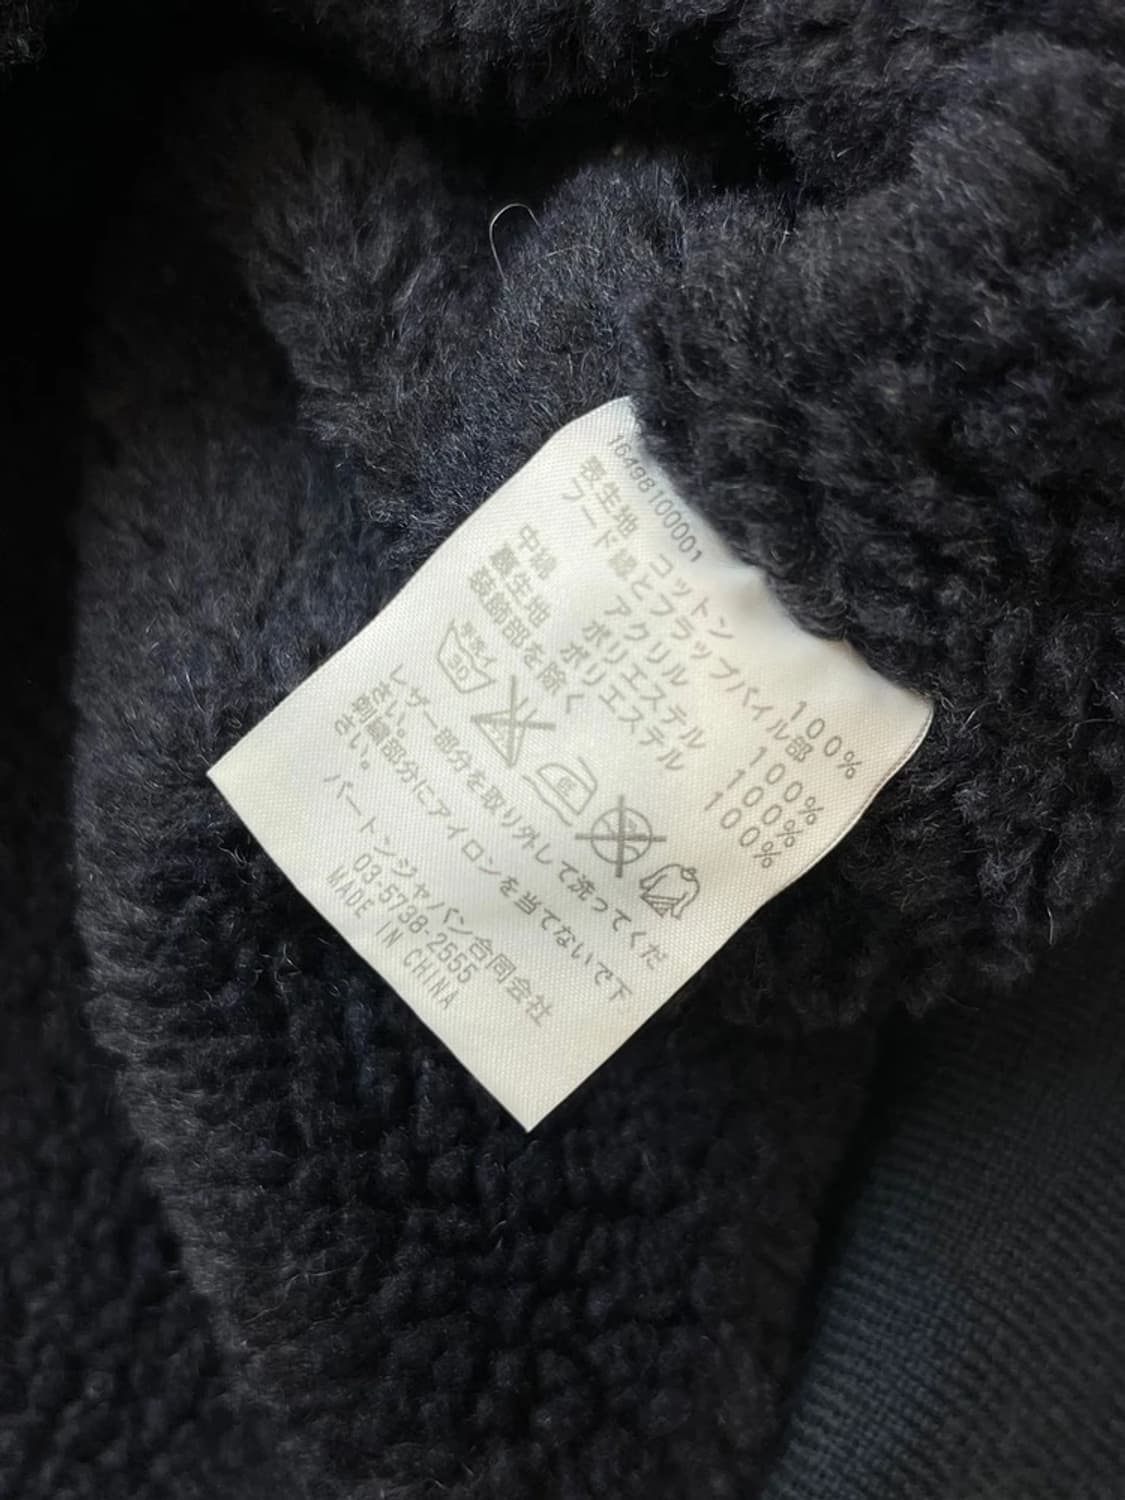 16498100001
表生地 コットン 100%
フード縁とフラップパイル部
アクリル 100%
中綿 ポリエステル 100%
裏生地 ポリエステル 100%
装飾部を除く
手洗イ
30
低
レザー部分を取り外して洗ってくだ
さい。
刺繍部分にアイロンを当てないで下
さい。
バートンジャパン合同会社
03-5738-2555
MADE IN CHINA